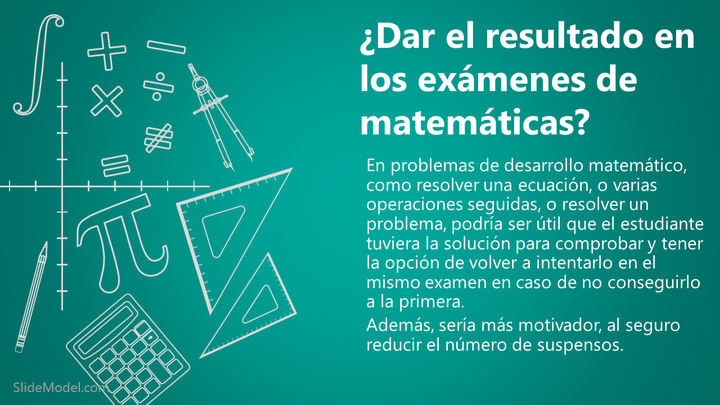 ¿Dar el resultado en
los exámenes de
matemáticas?
En problemas de desarrollo matemático,
como resolver una ecuación, o varias
operaciones seguidas, o resolver un
problema, podría ser útil que el estudiante
tuviera la solución para comprobar y tener
la opción de volver a intentarlo en el
mismo examen en caso de no conseguirlo
a la primera.
Además, sería más motivador, al seguro
reducir el número de suspensos.
SlideModel.com